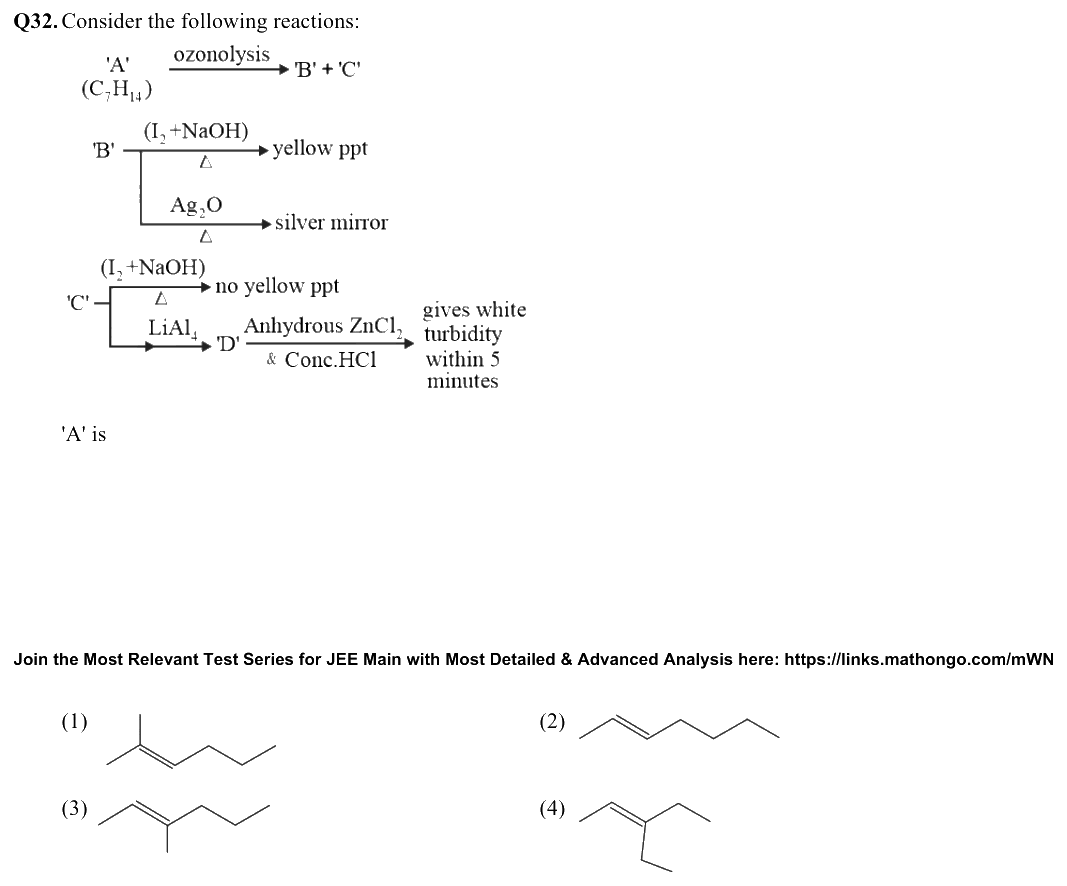 Q32. Consider the following reactions:
'A' ozonolysis 'B' + 'C'
(C₇H₁₄)
(I₂+NaOH)
'B' yellow ppt
Δ
Ag₂O
silver mirror
Δ
(I₂+NaOH)
no yellow ppt
'C' Δ
LiAl₄ 'D' Anhydrous ZnCl₂ gives white turbidity within 5 minutes
& Conc.HCl
'A' is
Join the Most Relevant Test Series for JEE Main with Most Detailed & Advanced Analysis here: https://links.mathongo.com/mWN
(1) (2)
(3) (4)